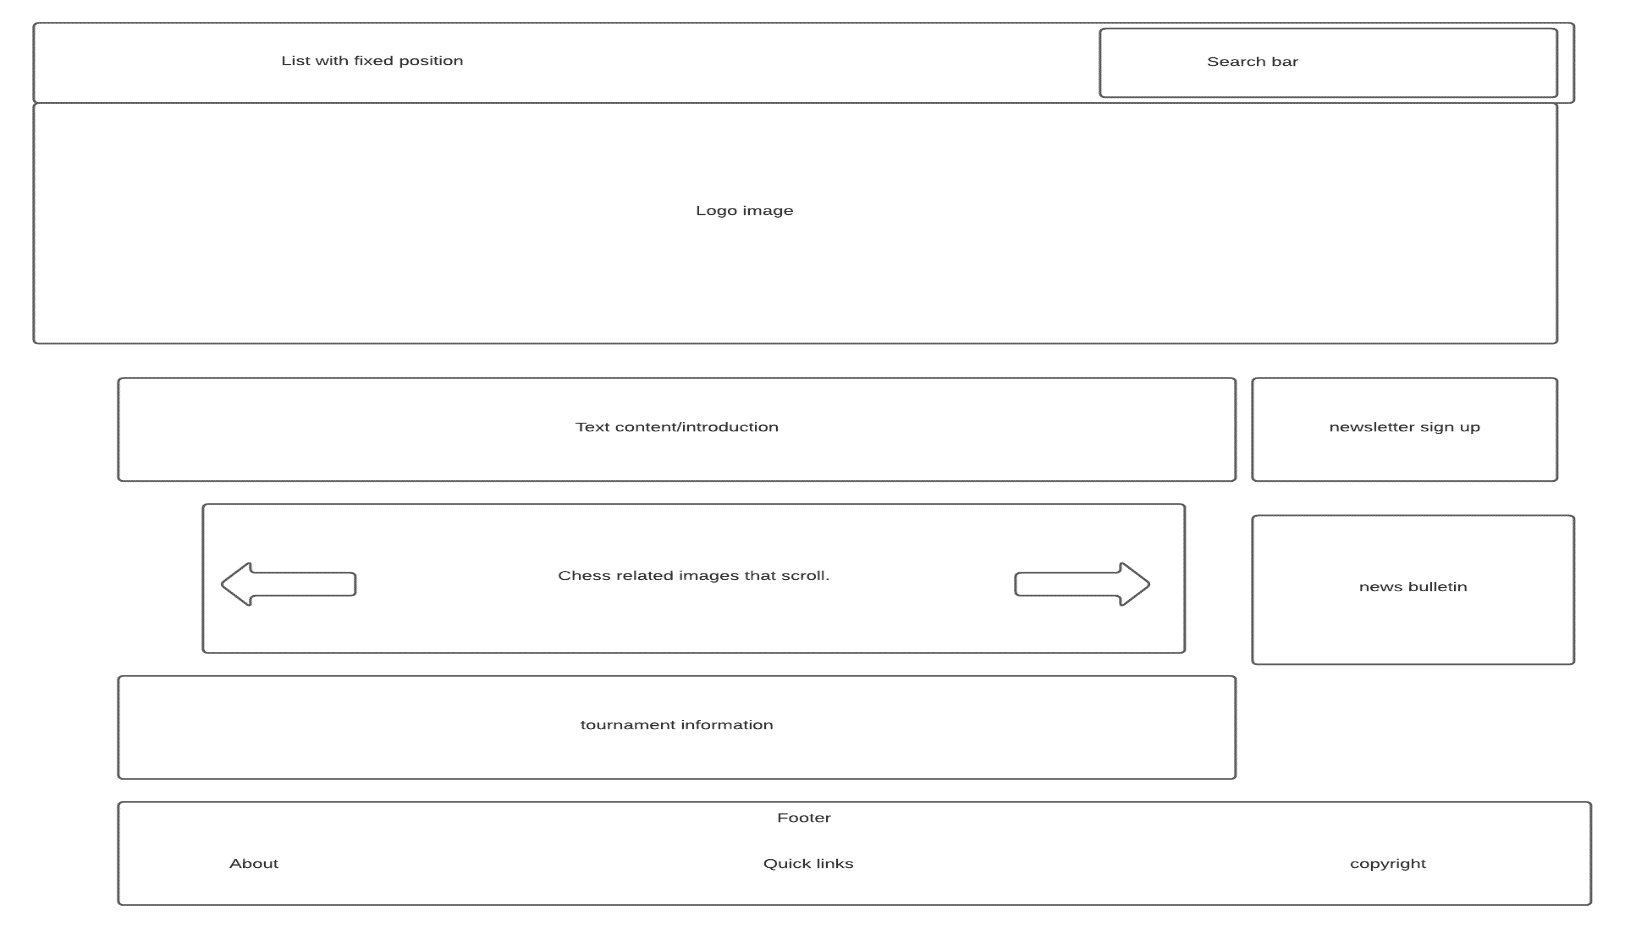 List with fixed position
Search bar
Logo image
Text content/introduction
newsletter sign up
Chess related images that scroll.
news bulletin
tournament information
Footer
About
Quick links
copyright